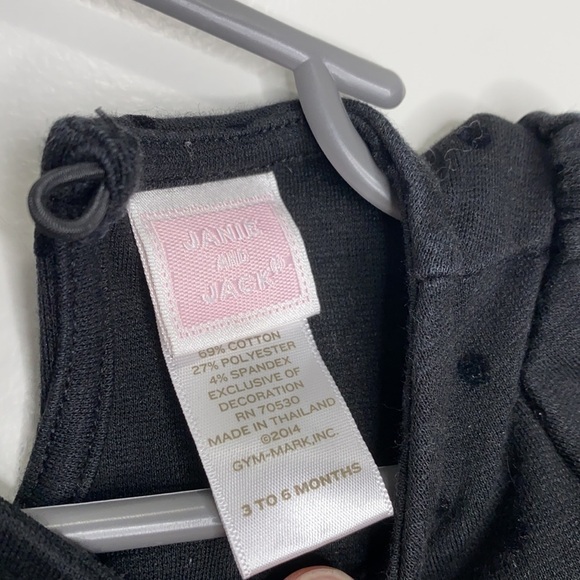 JANIE
AND
JACK®
69% COTTON
27% POLYESTER
4% SPANDEX
EXCLUSIVE OF
DECORATION
RN 70530
MADE IN THAILAND
©2014
GYM-MARK,INC.
3 TO 6 MONTHS